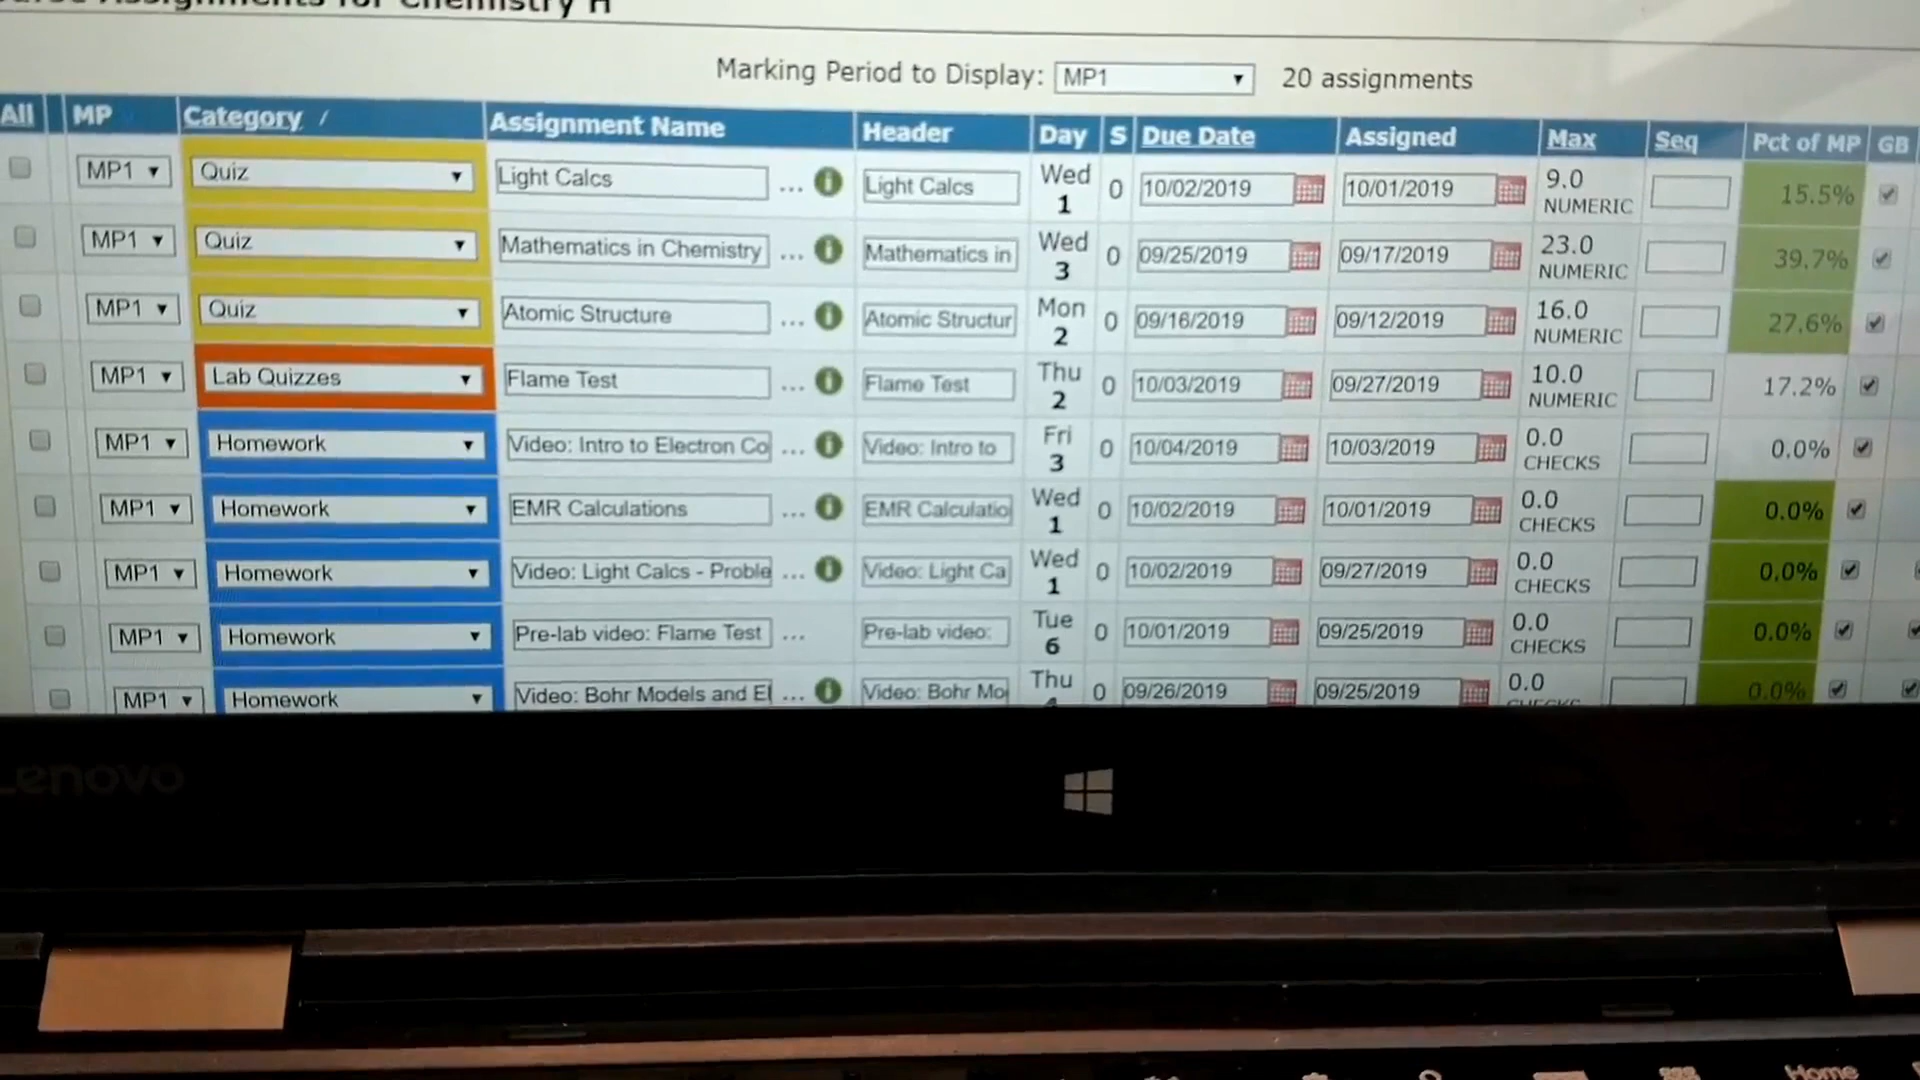 Assignments for Chemistry H
Marking Period to Display: MP1 20 assignments
All MP Category / Assignment Name Header Day S Due Date Assigned Max Seq Pct of MP GB
MP1 Quiz Light Calcs ... Light Calcs Wed 1 0 10/02/2019 10/01/2019 9.0 NUMERIC 15.5%
MP1 Quiz Mathematics in Chemistry ... Mathematics in Wed 3 0 09/25/2019 09/17/2019 23.0 NUMERIC 39.7%
MP1 Quiz Atomic Structure ... Atomic Structur Mon 2 0 09/16/2019 09/12/2019 16.0 NUMERIC 27.6%
MP1 Lab Quizzes Flame Test ... Flame Test Thu 2 0 10/03/2019 09/27/2019 10.0 NUMERIC 17.2%
MP1 Homework Video: Intro to Electron Co ... Video: Intro to Fri 3 0 10/04/2019 10/03/2019 0.0 CHECKS 0.0%
MP1 Homework EMR Calculations ... EMR Calculatio Wed 1 0 10/02/2019 10/01/2019 0.0 CHECKS 0.0%
MP1 Homework Video: Light Calcs - Proble ... Video: Light Ca Wed 1 0 10/02/2019 09/27/2019 0.0 CHECKS 0.0%
MP1 Homework Pre-lab video: Flame Test ... Pre-lab video: Tue 6 0 10/01/2019 09/25/2019 0.0 CHECKS 0.0%
MP1 Homework Video: Bohr Models and El ... Video: Bohr Mo Thu 0 09/26/2019 09/25/2019 0.0 CHECKS 0.0%
Lenovo
Home